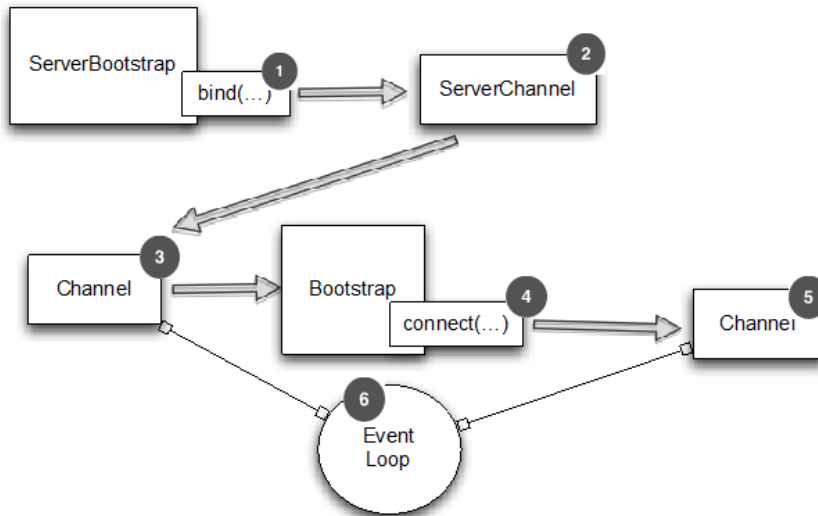 ServerBootstrap
1
bind(...)
2
ServerChannel
3
Channel
Bootstrap
4
connect(...)
5
Channel
6
Event
Loop